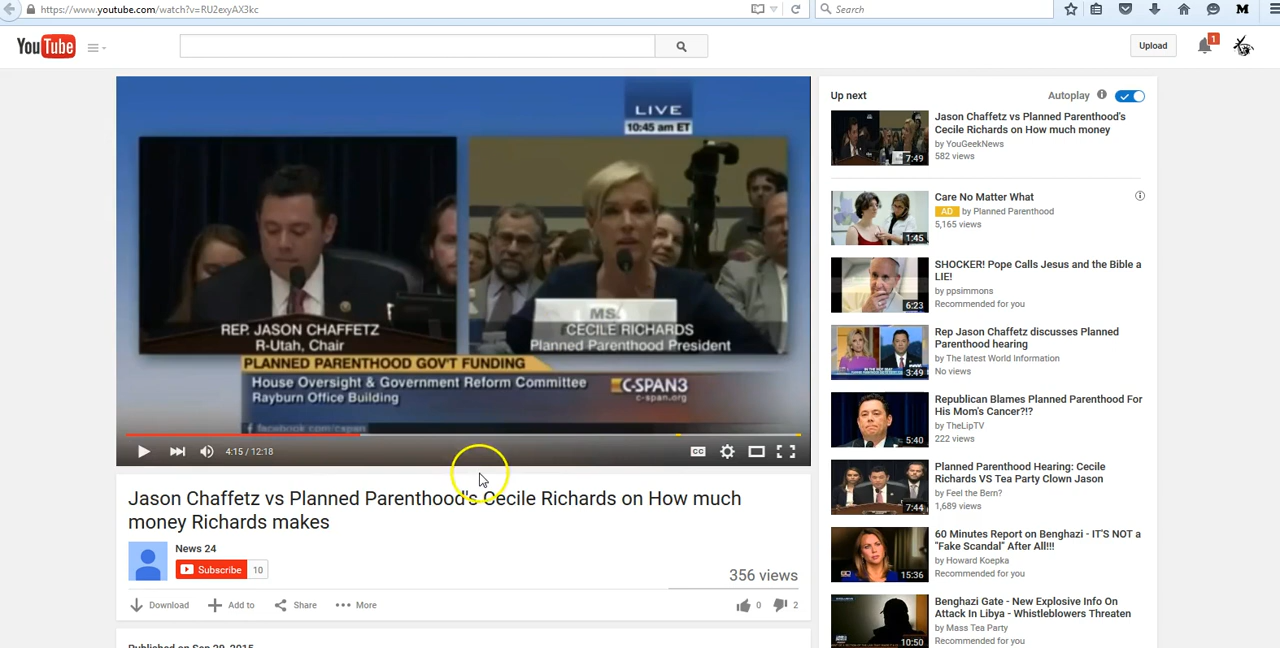 https://www.youtube.com/watch?v=RU2exyAX3kc
Search
YouTube
Upload
1
LIVE
10:45 am ET
REP. JASON CHAFFETZ
R-Utah, Chair
MS.
CECILE RICHARDS
Planned Parenthood President
PLANNED PARENTHOOD GOV'T FUNDING
House Oversight & Government Reform Committee
Rayburn Office Building
C-SPAN3
c-span.org
facebook.com/cspan
4:15 / 12:18
CC
Jason Chaffetz vs Planned Parenthood's Cecile Richards on How much
money Richards makes
News 24
Subscribe
10
356 views
Download
Add to
Share
More
0
2
Published on Sep 29, 2015
Up next
Autoplay
Jason Chaffetz vs Planned Parenthood's
Cecile Richards on How much money
by YouGeekNews
582 views
7:49
Care No Matter What
AD by Planned Parenthood
5,165 views
1:45
SHOCKER! Pope Calls Jesus and the Bible a
LIE!
by ppsimmons
Recommended for you
6:23
Rep Jason Chaffetz discusses Planned
Parenthood hearing
by The latest World Information
No views
3:49
Republican Blames Planned Parenthood For
His Mom's Cancer?!?
by TheLipTV
222 views
5:40
Planned Parenthood Hearing: Cecile
Richards VS Tea Party Clown Jason
by Feel the Bern?
1,689 views
7:44
60 Minutes Report on Benghazi - IT'S NOT a
"Fake Scandal" After All!!!
by Howard Koepka
Recommended for you
15:36
Benghazi Gate - New Explosive Info On
Attack In Libya - Whistleblowers Threaten
by Mass Tea Party
Recommended for you
10:50